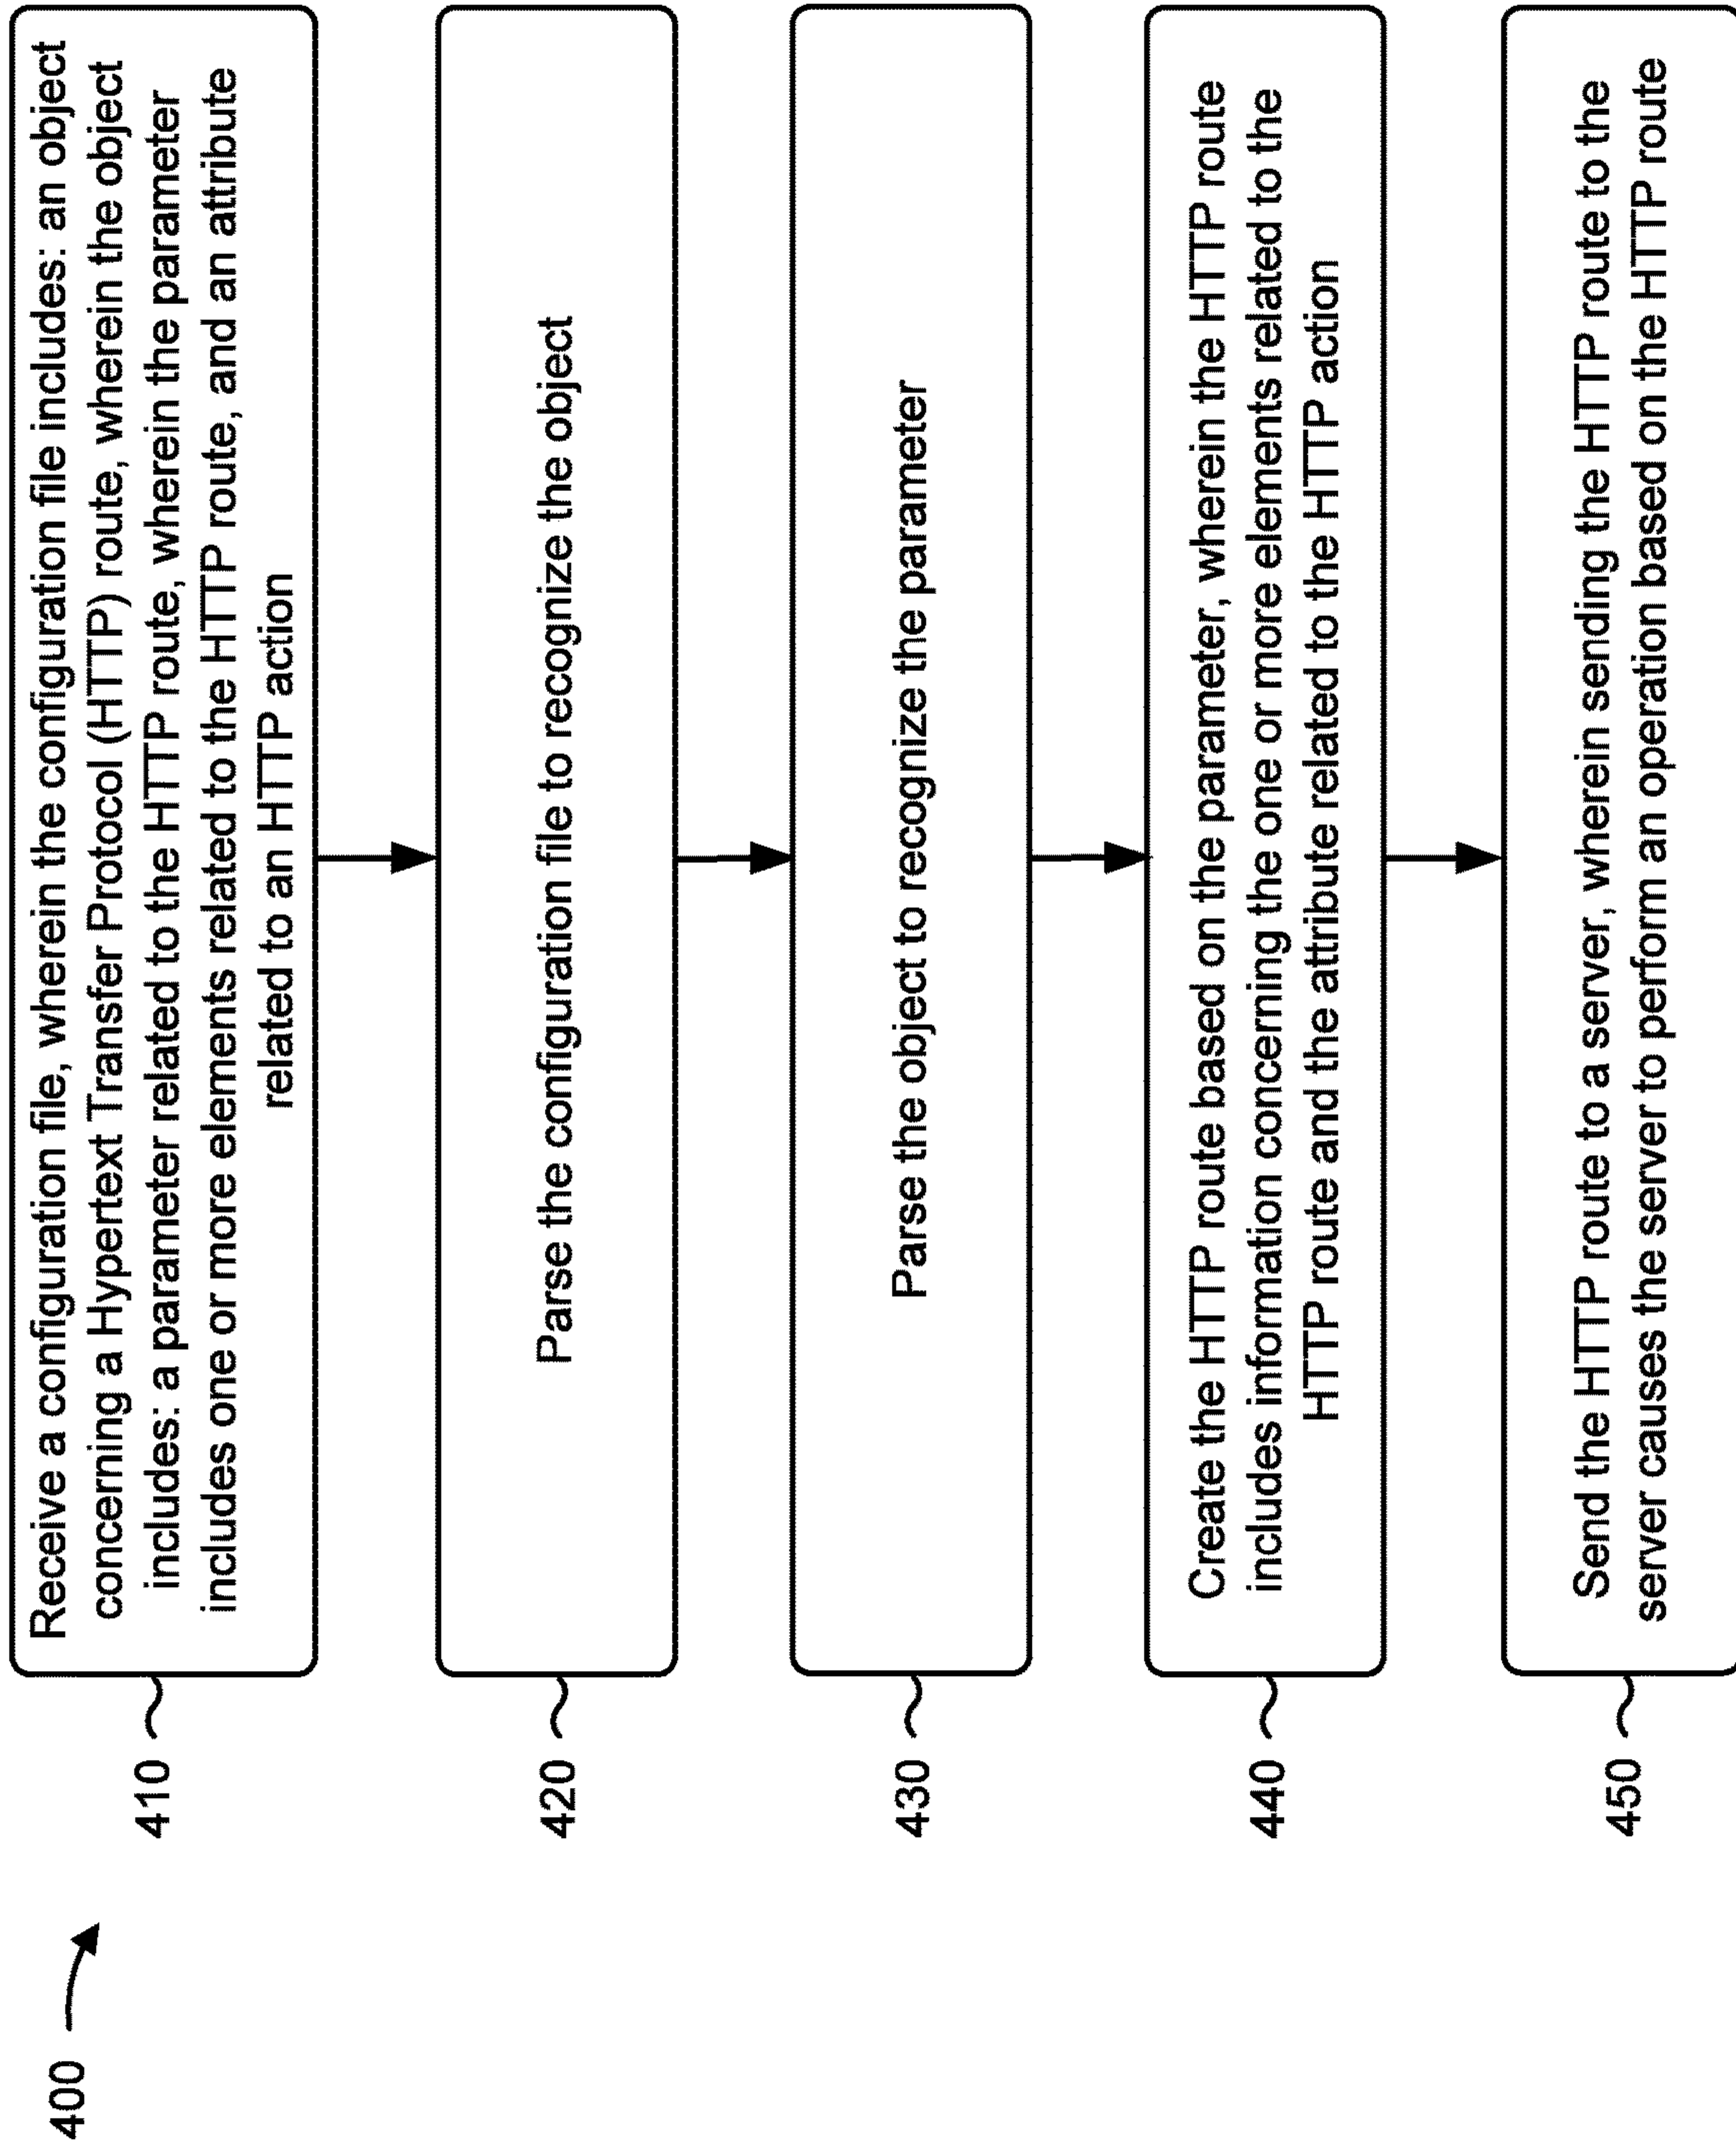 400
410
Receive a configuration file, wherein the configuration file includes: an object
concerning a Hypertext Transfer Protocol (HTTP) route, wherein the object
includes: a parameter related to the HTTP route, wherein the parameter
includes one or more elements related to the HTTP route, and an attribute
related to an HTTP action
420
Parse the configuration file to recognize the object
430
Parse the object to recognize the parameter
440
Create the HTTP route based on the parameter, wherein the HTTP route
includes information concerning the one or more elements related to the
HTTP route and the attribute related to the HTTP action
450
Send the HTTP route to a server, wherein sending the HTTP route to the
server causes the server to perform an operation based on the HTTP route